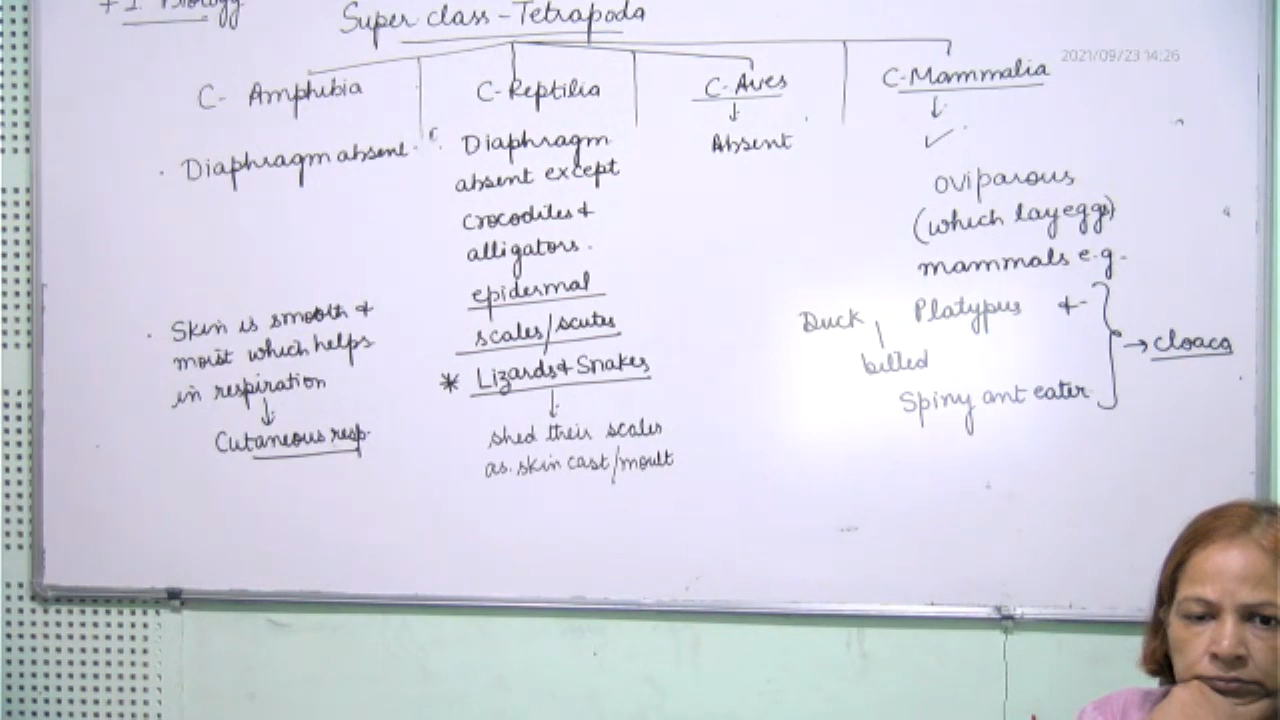 +1 Biology
Super class - Tetrapoda
2021/09/23 14:26
C- Amphibia
Diaphragm absent.
Skin is smooth &
moist which helps
in respiration
Cutaneous resp.
C-Reptilia
Diaphragm
absent except
crocodiles &
alligators.
epidermal
scales/scutes
* Lizards & Snakes
shed their scales
as skin cast/moult
C-Aves
Absent
C-Mammalia
✓
oviparous
(which lay eggs)
mammals e.g.
Duck Platypus &
billed
Spiny ant eater
→ cloaca